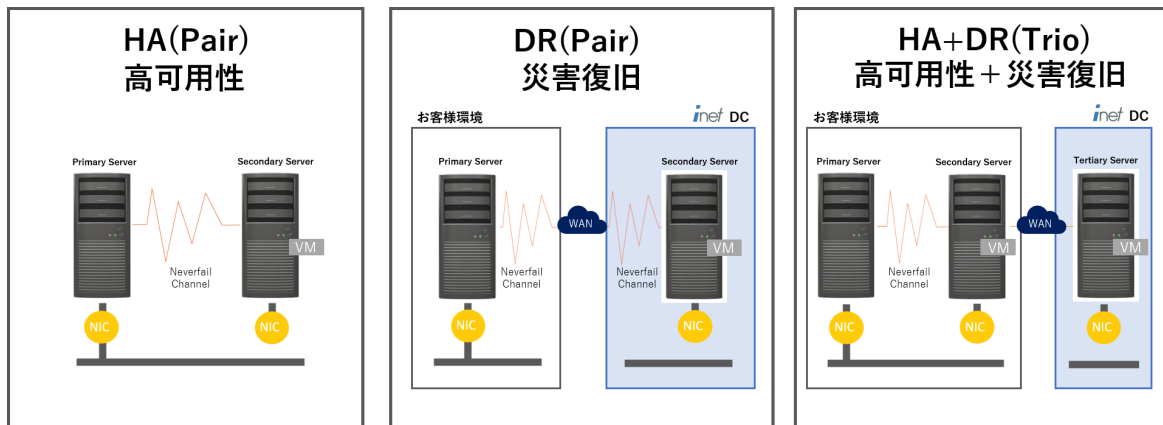 HA(Pair)
高可用性
Primary Server
Secondary Server
VM
Neverfail
Channel
NIC
NIC
DR(Pair)
災害復旧
お客様環境
inet DC
Primary Server
Secondary Server
WAN
VM
Neverfail
Channel
Neverfail
Channel
NIC
NIC
HA+DR(Trio)
高可用性＋災害復旧
お客様環境
inet DC
Primary Server
Secondary Server
Tertiary Server
WAN
VM
VM
Neverfail
Channel
NIC
NIC
NIC